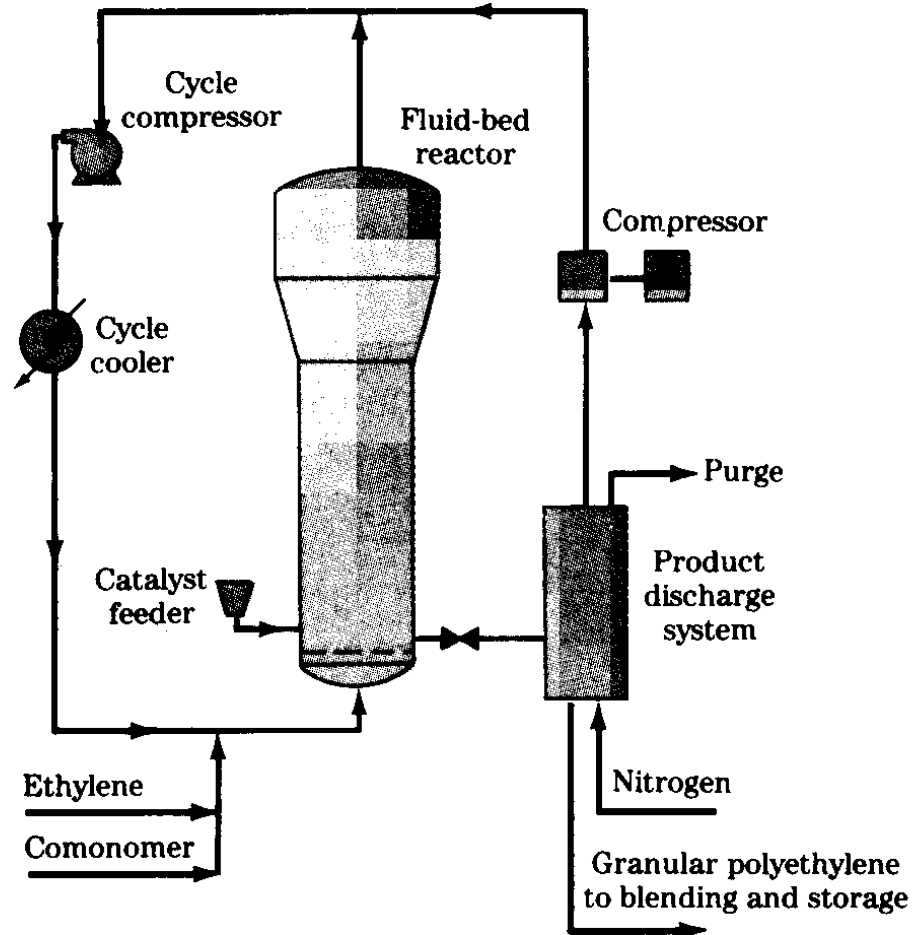 Cycle
compressor
Fluid-bed
reactor
Compressor
Cycle
cooler
Purge
Catalyst
feeder
Product
discharge
system
Ethylene
Nitrogen
Comonomer
Granular polyethylene
to blending and storage